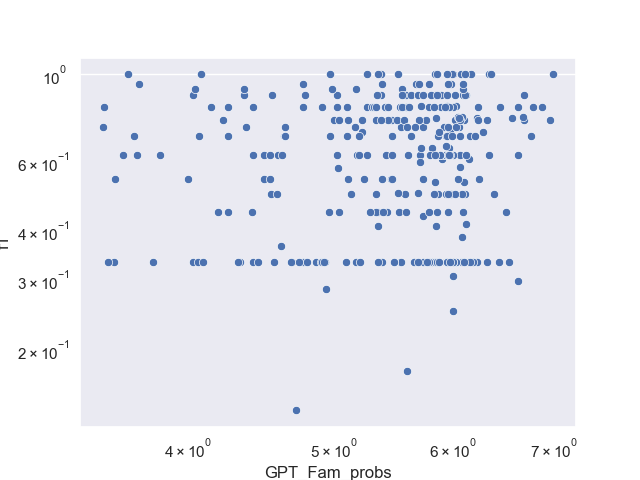 10⁰
6 × 10⁻¹
4 × 10⁻¹
3 × 10⁻¹
2 × 10⁻¹
4 × 10⁰ 5 × 10⁰ 6 × 10⁰ 7 × 10⁰
GPT_Fam_probs